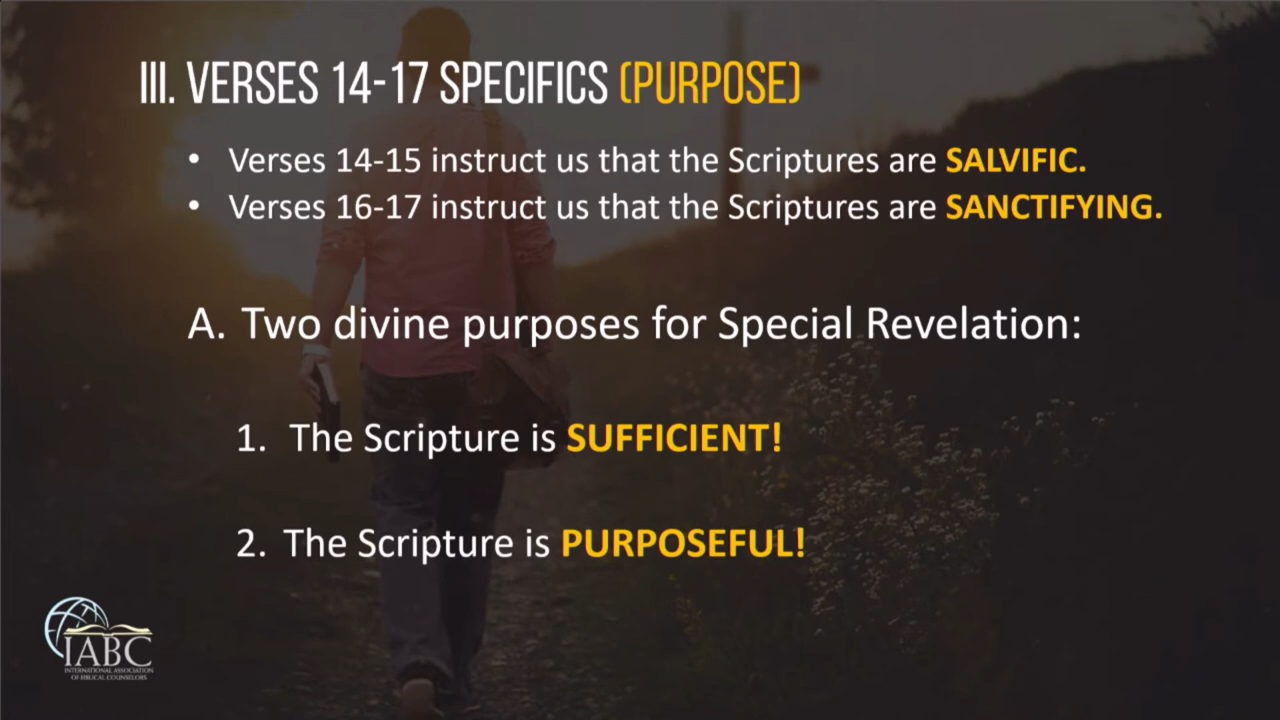 III. VERSES 14-17 SPECIFICS (PURPOSE)
• Verses 14-15 instruct us that the Scriptures are SALVIFIC.
• Verses 16-17 instruct us that the Scriptures are SANCTIFYING.
A. Two divine purposes for Special Revelation:
1. The Scripture is SUFFICIENT!
2. The Scripture is PURPOSEFUL!
IABC
INTERNATIONAL ASSOCIATION
OF BIBLICAL COUNSELORS